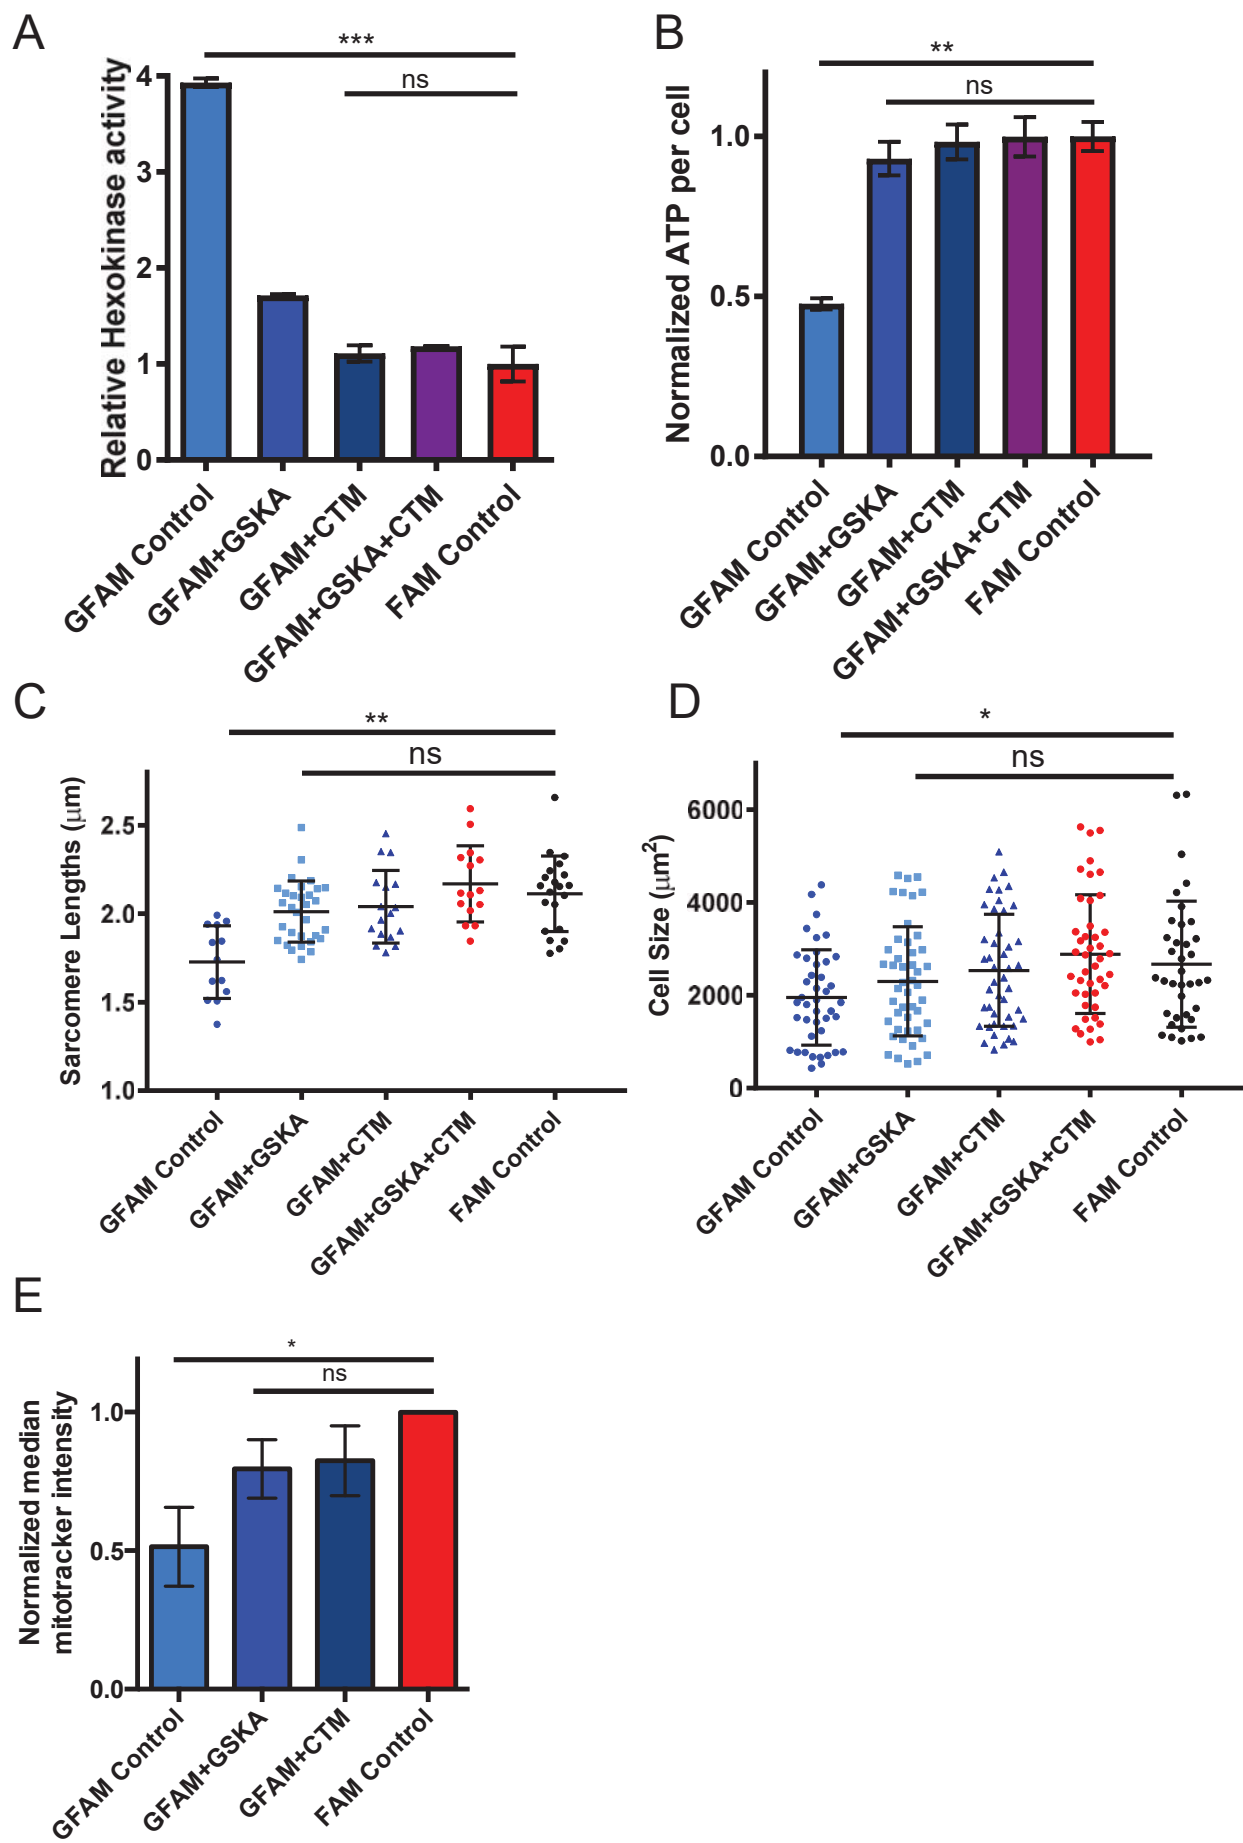 A
***
ns
Relative Hexokinase activity
4
3
2
1
0
GFAM Control
GFAM+GSKA
GFAM+CTM
GFAM+GSKA+CTM
FAM Control
B
**
ns
Normalized ATP per cell
1.0
0.5
0.0
GFAM Control
GFAM+GSKA
GFAM+CTM
GFAM+GSKA+CTM
FAM Control
C
**
ns
Sarcomere Lengths (μm)
2.5
2.0
1.5
1.0
GFAM Control
GFAM+GSKA
GFAM+CTM
GFAM+GSKA+CTM
FAM Control
D
*
ns
Cell Size (μm²)
6000
4000
2000
0
GFAM Control
GFAM+GSKA
GFAM+CTM
GFAM+GSKA+CTM
FAM Control
E
*
ns
Normalized median
mitotracker intensity
1.0
0.5
0.0
GFAM Control
GFAM+GSKA
GFAM+CTM
FAM Control